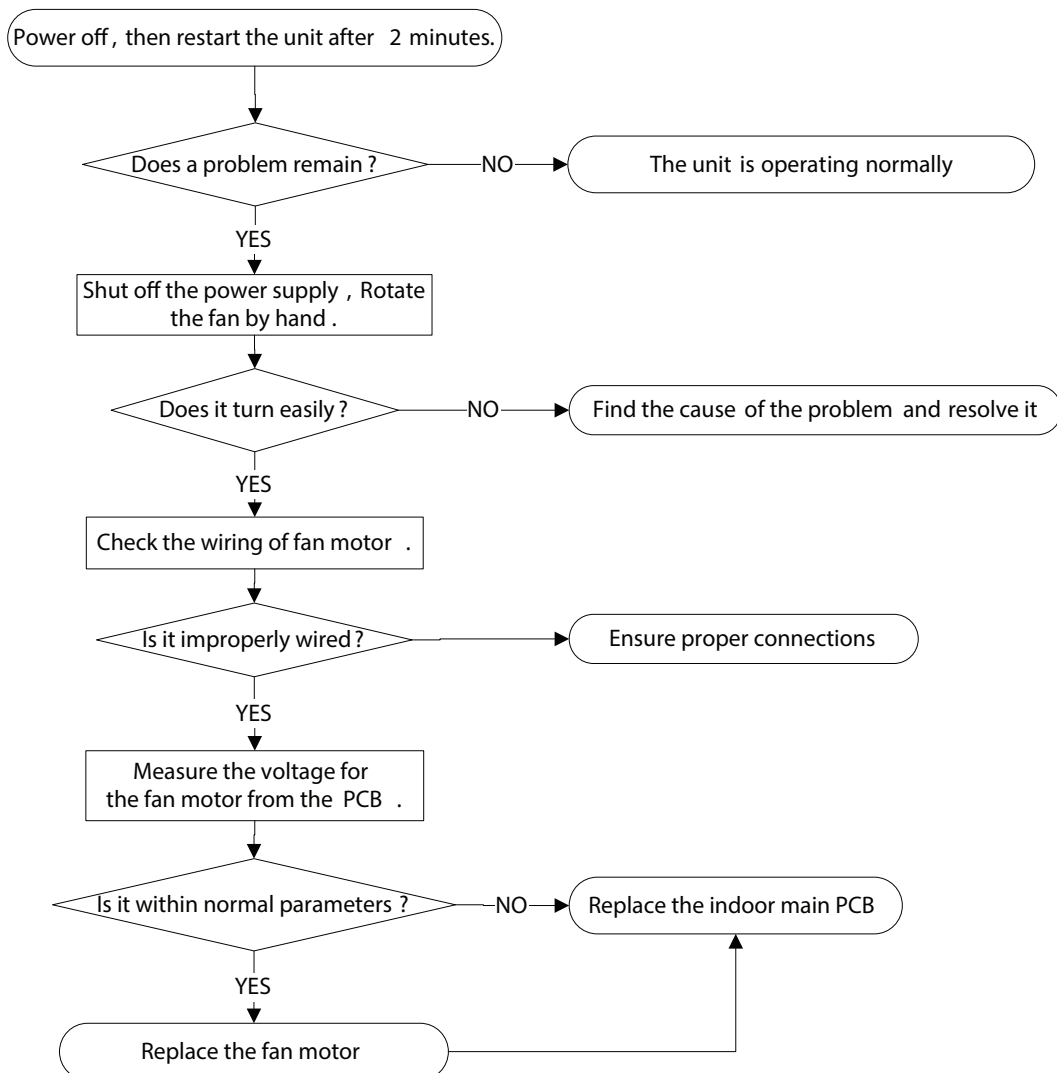 Power off, then restart the unit after 2 minutes.
Does a problem remain?
NO
The unit is operating normally
YES
Shut off the power supply, Rotate
the fan by hand.
Does it turn easily?
NO
Find the cause of the problem and resolve it
YES
Check the wiring of fan motor.
Is it improperly wired?
Ensure proper connections
YES
Measure the voltage for
the fan motor from the PCB.
Is it within normal parameters?
NO
Replace the indoor main PCB
YES
Replace the fan motor